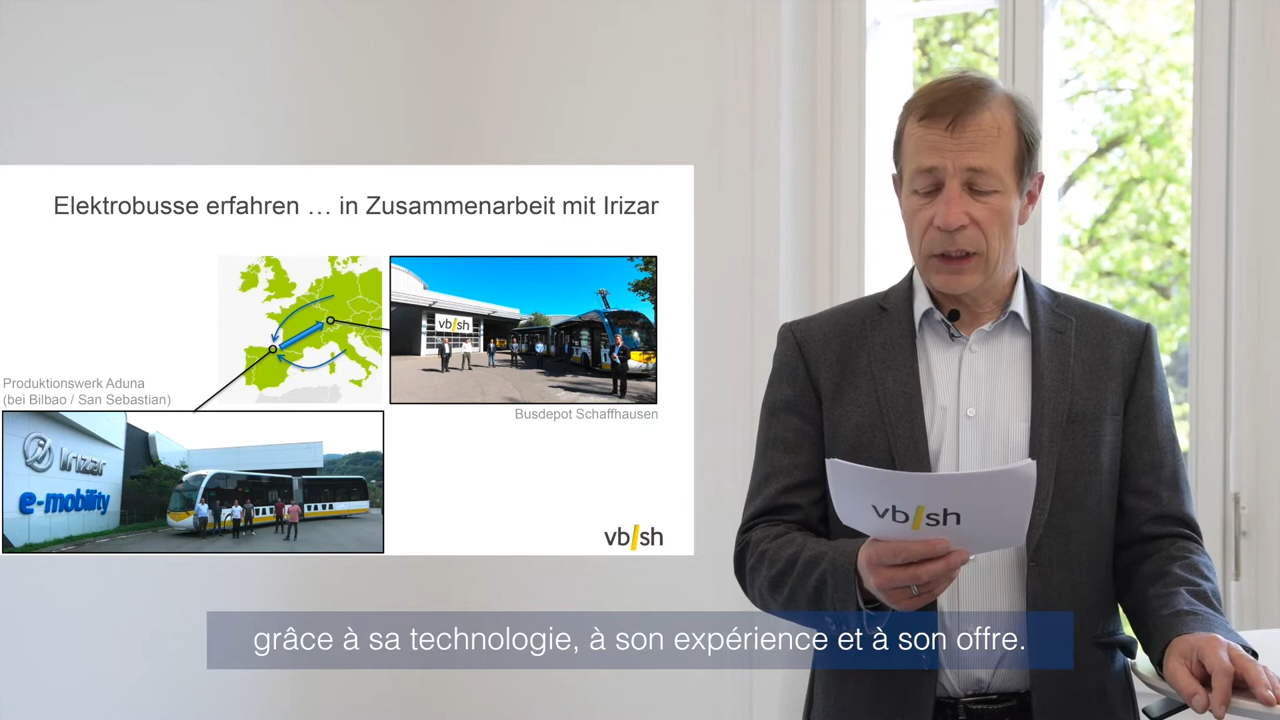 Elektrobusse erfahren … in Zusammenarbeit mit Irizar
vb/sh
Produktionswerk Aduna
(bei Bilbao / San Sebastian)
Busdepot Schaffhausen
Irizar
e-mobility
vb/sh
vb/sh
grâce à sa technologie, à son expérience et à son offre.